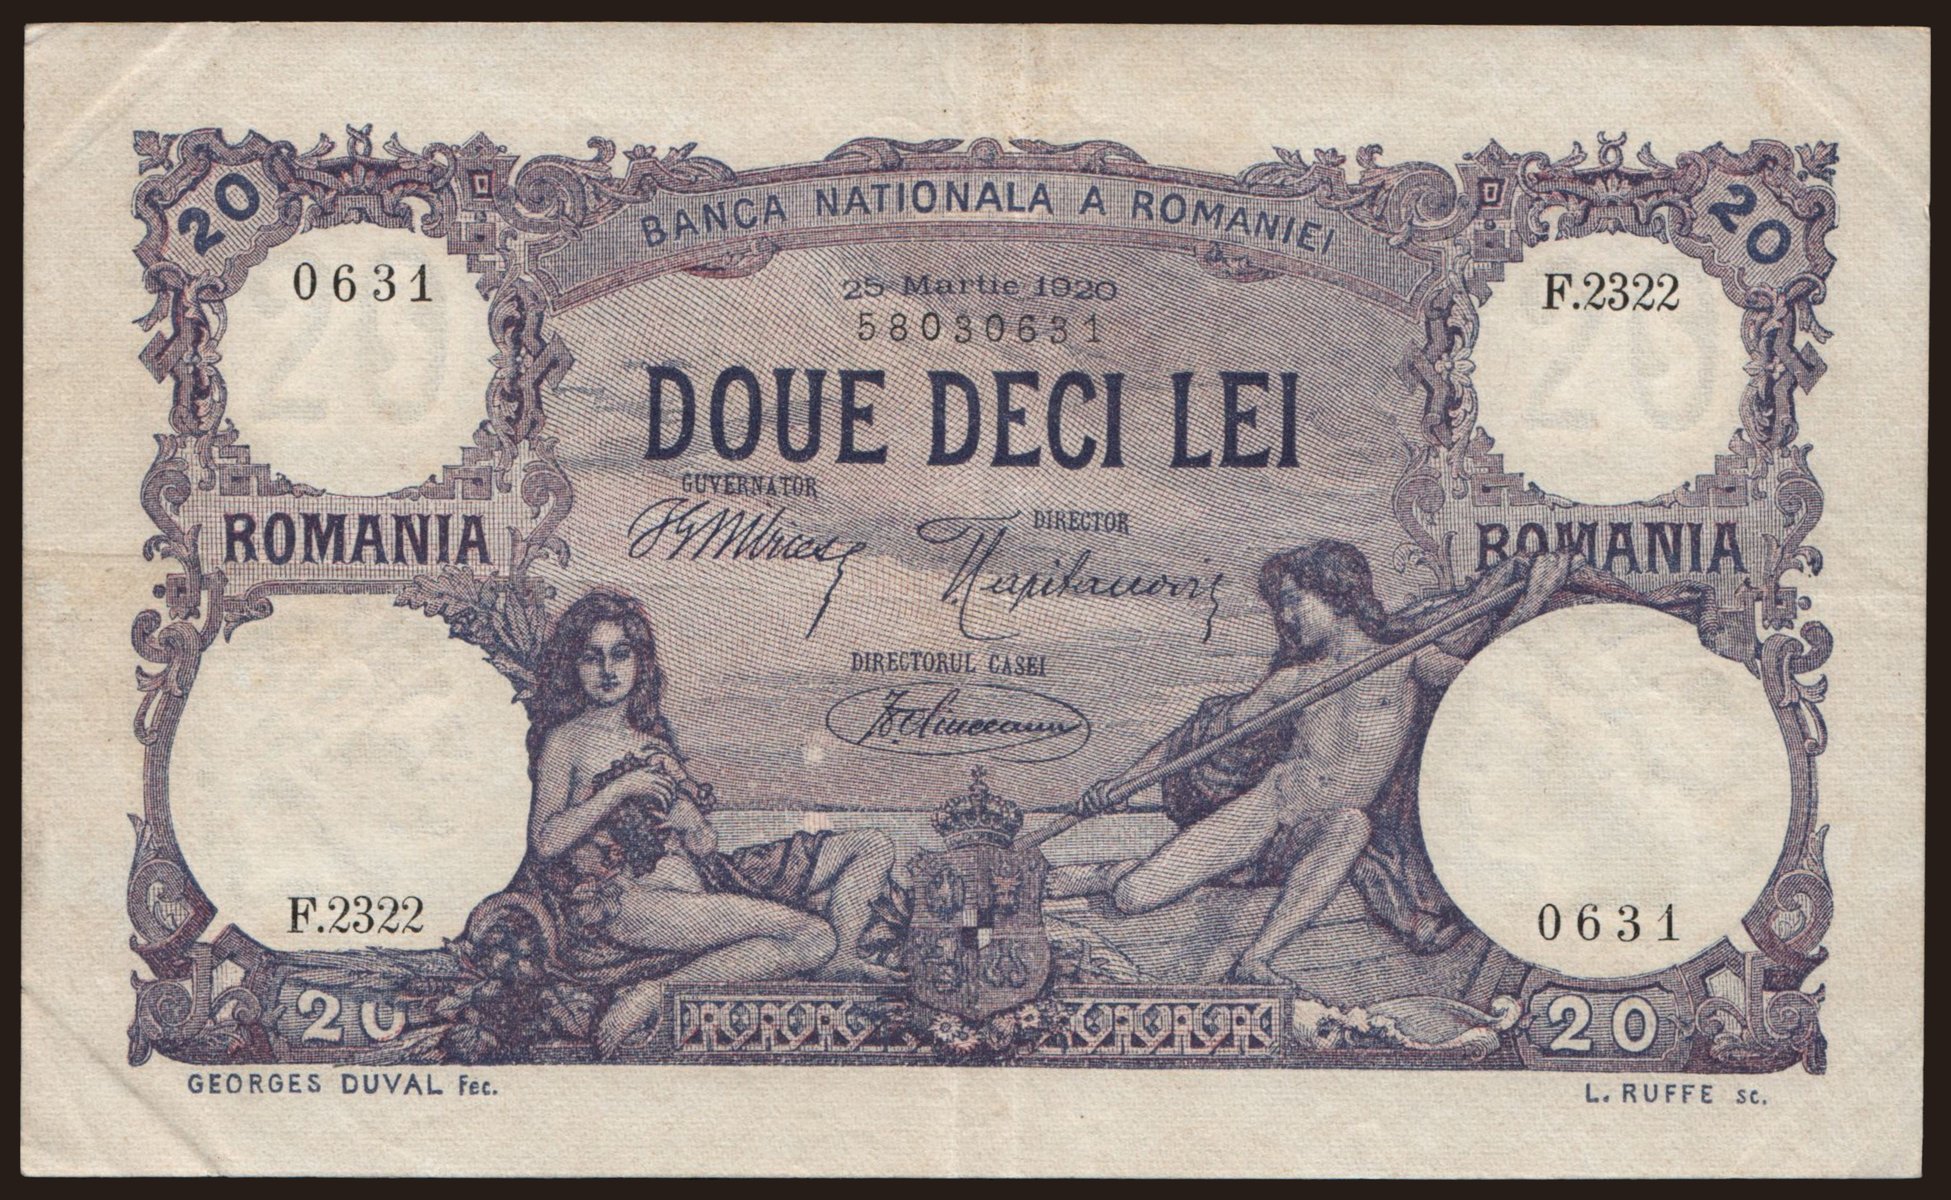 20
20
BANCA NATIONALA A ROMANIEI
0631
F.2322
25 Martie 1920
58030631
DOUE DECI LEI
GUVERNATOR
DIRECTOR
ROMANIA
ROMANIA
DIRECTORUL CASEI
F.2322
0631
20
20
GEORGES DUVAL Fec.
L. RUFFE sc.